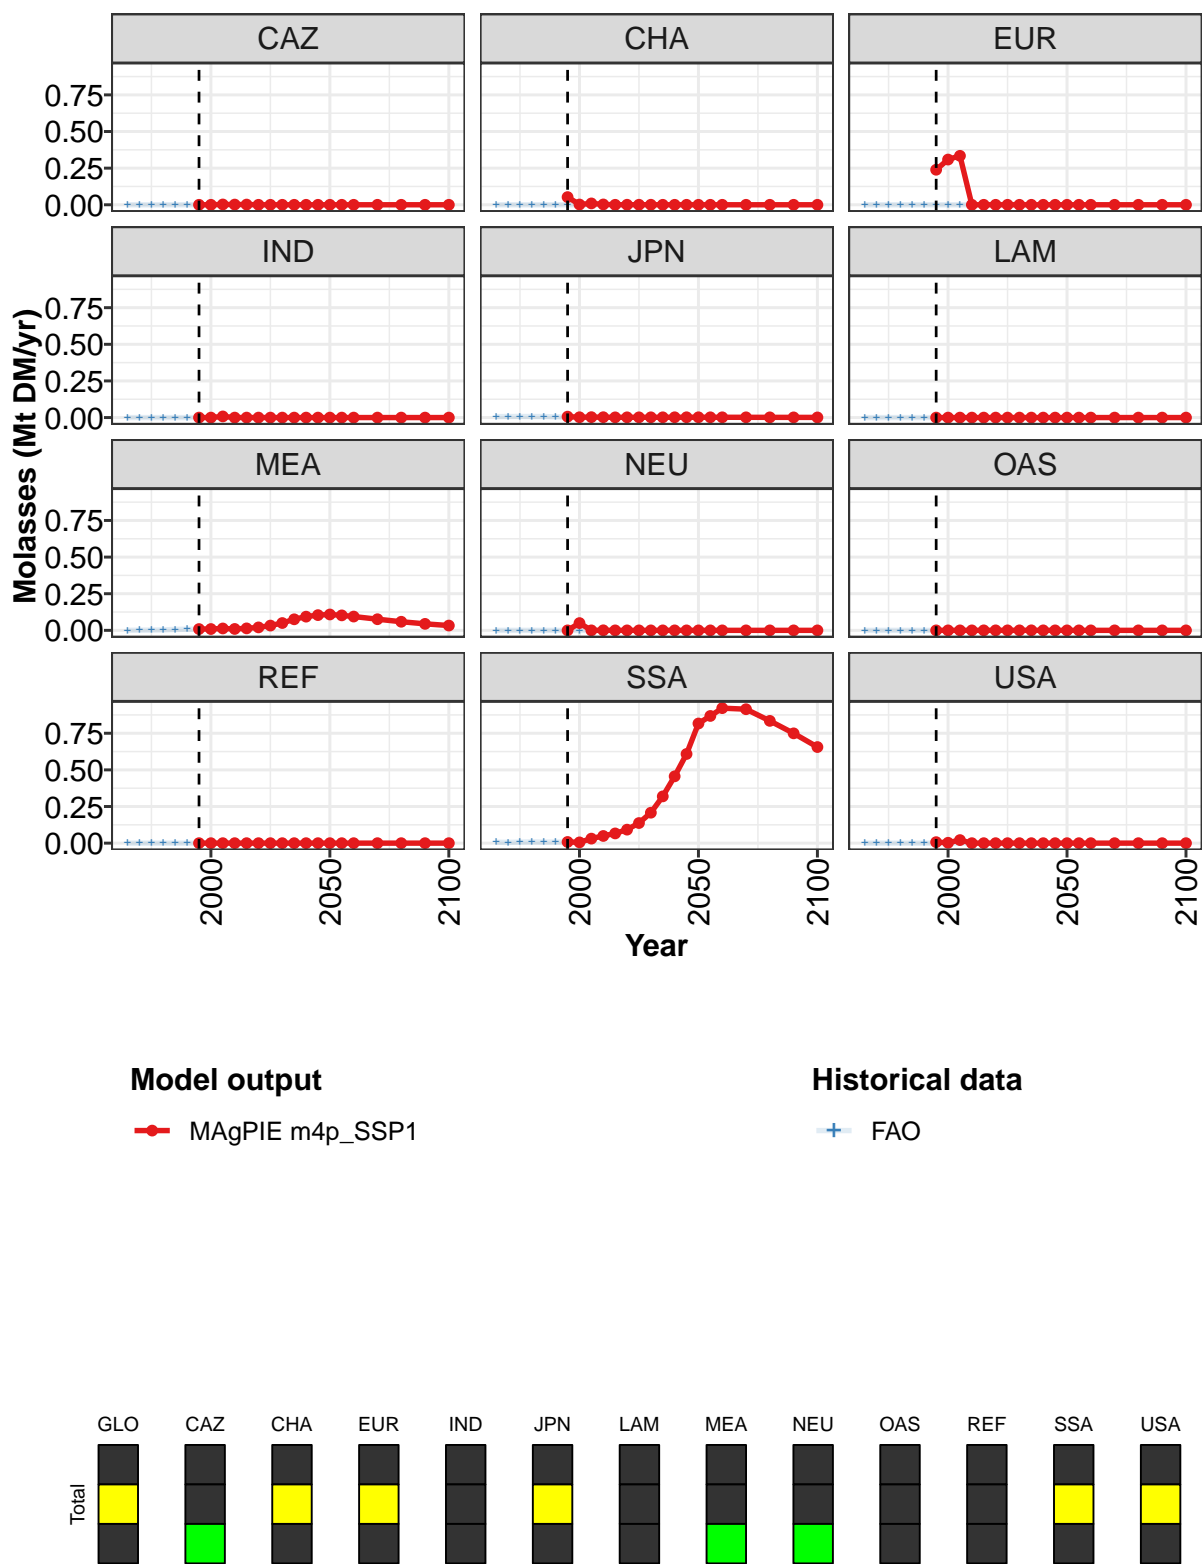 CAZ CHA EUR
0.75
0.50
0.25
0.00
IND JPN LAM
0.75
0.50
0.25
0.00
MEA NEU OAS
0.75
0.50
0.25
0.00
REF SSA USA
0.75
0.50
0.25
0.00
Molasses (Mt DM/yr)
2000 2050 2100 2000 2050 2100 2000 2050 2100
Year
Model output Historical data
MAgPIE m4p_SSP1 FAO
GLO CAZ CHA EUR IND JPN LAM MEA NEU OAS REF SSA USA
Total